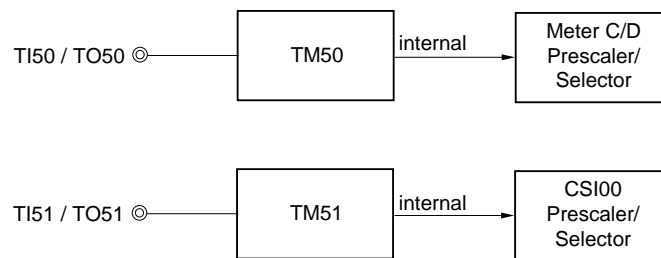 TI50 / TO50
TM50
internal
Meter C/D
Prescaler/
Selector
TI51 / TO51
TM51
internal
CSI00
Prescaler/
Selector